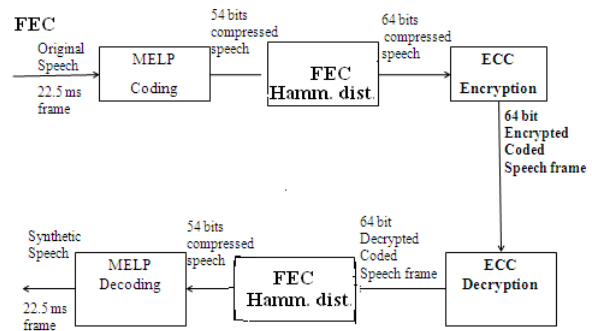 FEC
Original
Speech
22.5 ms
frame
MELP
Coding
54 bits
compressed
speech
FEC
Hamm. dist.
64 bits
compressed
speech
ECC
Encryption
64 bit
Encrypted
Coded
Speech frame
ECC
Decryption
64 bit
Decrypted
Coded
Speech frame
FEC
Hamm. dist.
54 bits
compressed
speech
MELP
Decoding
Synthetic
Speech
22.5 ms
frame